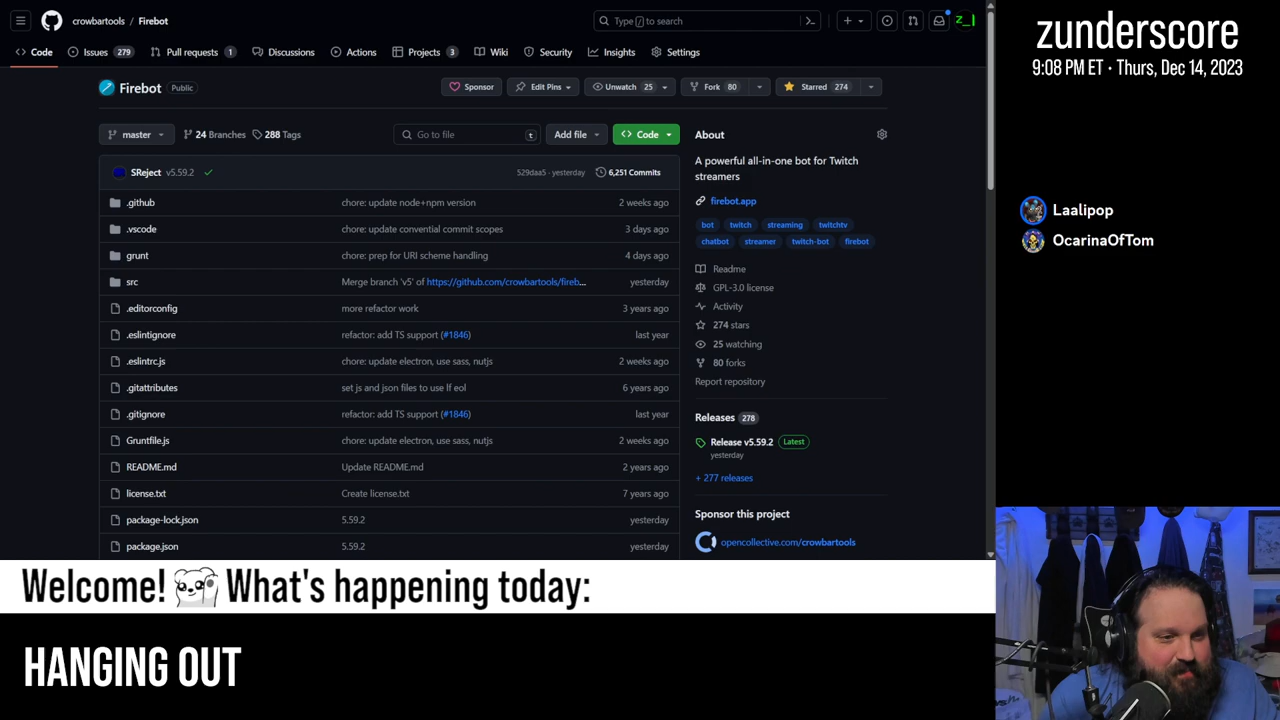 crowbartools / Firebot
Type / to search
Code
Issues 279
Pull requests 1
Discussions
Actions
Projects 3
Wiki
Security
Insights
Settings
Firebot Public
Sponsor
Edit Pins
Unwatch 25
Fork 80
Starred 274
master
24 Branches
288 Tags
Go to file t
Add file
Code
SReject v5.59.2 529daa5 · yesterday 6,251 Commits
.github chore: update node+npm version 2 weeks ago
.vscode chore: update convential commit scopes 3 days ago
grunt chore: prep for URI scheme handling 4 days ago
src Merge branch 'v5' of https://github.com/crowbartools/fireb... yesterday
.editorconfig more refactor work 3 years ago
.eslintignore refactor: add TS support (#1846) last year
.eslintrc.js chore: update electron, use sass, nutjs 2 weeks ago
.gitattributes set js and json files to use lf eol 6 years ago
.gitignore refactor: add TS support (#1846) last year
Gruntfile.js chore: update electron, use sass, nutjs 2 weeks ago
README.md Update README.md 2 years ago
license.txt Create license.txt 7 years ago
package-lock.json 5.59.2 yesterday
package.json 5.59.2 yesterday
About
A powerful all-in-one bot for Twitch
streamers
firebot.app
bot twitch streaming twitchtv
chatbot streamer twitch-bot firebot
Readme
GPL-3.0 license
Activity
274 stars
25 watching
80 forks
Report repository
Releases 278
Release v5.59.2 Latest
yesterday
+ 277 releases
Sponsor this project
opencollective.com/crowbartools
zunderscore
9:08 PM ET · Thurs, Dec 14, 2023
Laalipop
OcarinaOfTom
Welcome! What's happening today:
HANGING OUT
z_|